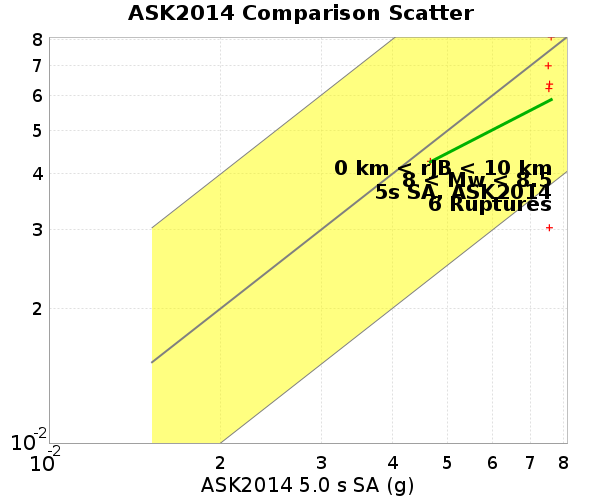 ASK2014 Comparison Scatter
8
7
6
5
4
3
2
10-2
0 km < rJB < 10 km
8 < Mw < 8.5
5s SA, ASK2014
6 Ruptures
10-2 2 3 4 5 6 7 8
ASK2014 5.0 s SA (g)